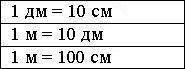 1 дм = 10 см
1 м = 10 дм
1 м = 100 см